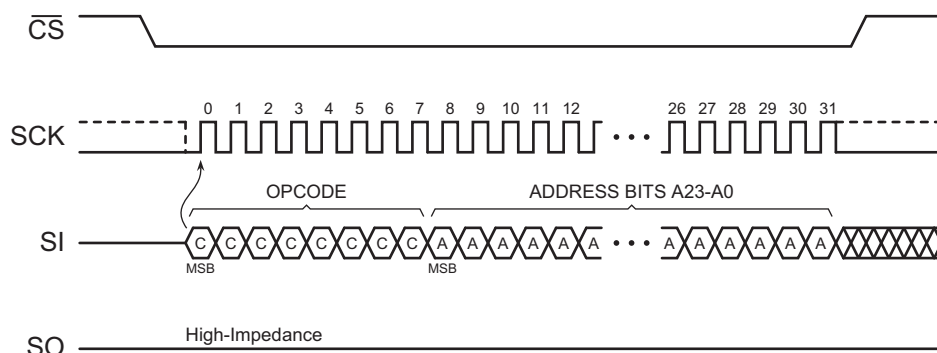 CS
0 1 2 3 4 5 6 7 8 9 10 11 12 26 27 28 29 30 31
SCK
OPCODE ADDRESS BITS A23-A0
SI C C C C C C C C A A A A A A A A A A A A
MSB MSB
High-Impedance
SO